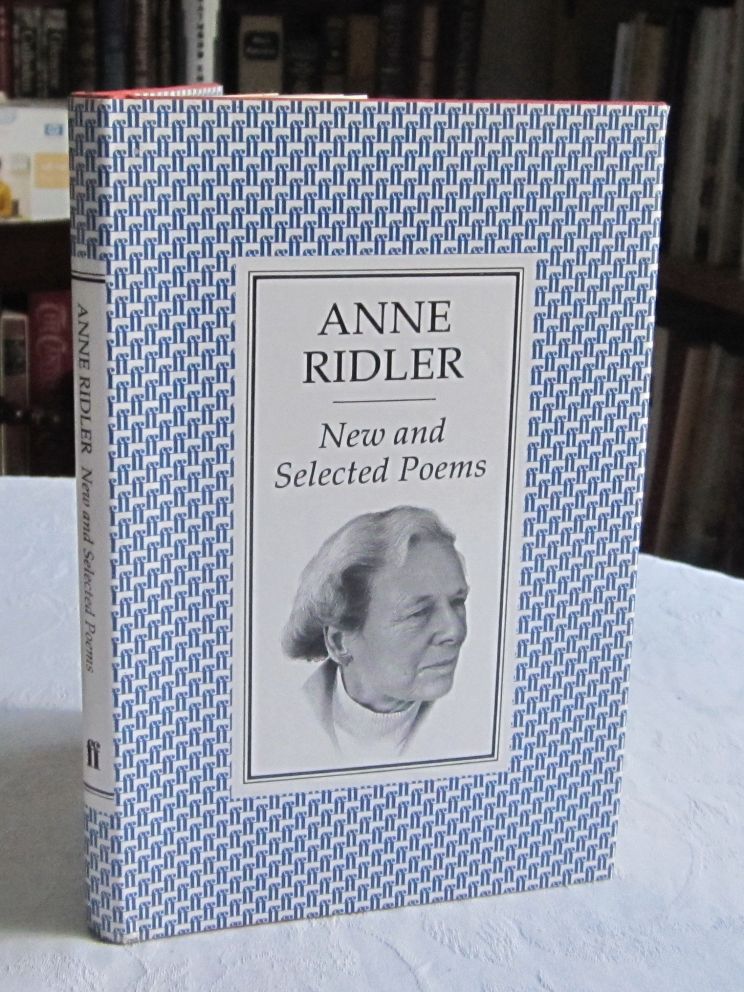 ANNE
RIDLER
New and
Selected Poems
ANNE RIDLER New and Selected Poems
ff